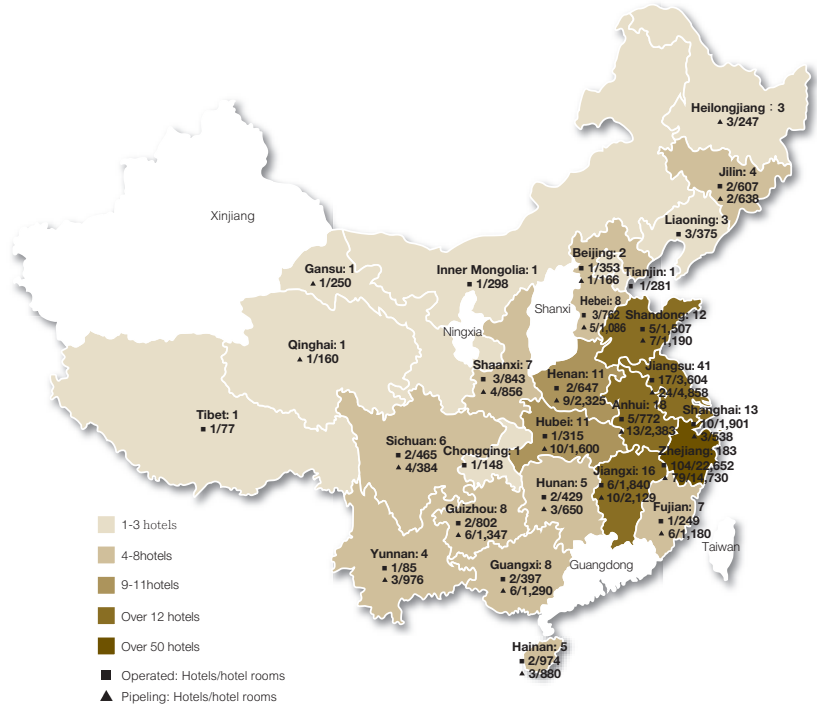 Heilongjiang：3
▲ 3/247
Jilin: 4
■ 2/607
▲ 2/638
Liaoning: 3
■ 3/375
Xinjiang
Beijing: 2
■ 1/353
▲ 1/166
Tianjin: 1
■ 1/281
Gansu: 1
▲ 1/250
Inner Mongolia: 1
■ 1/298
Shanxi
Hebei: 8
■ 3/762
▲ 5/1,086
Shandong: 12
■ 5/1,507
▲ 7/1,190
Ningxia
Qinghai: 1
▲ 1/160
Shaanxi: 7
■ 3/843
▲ 4/856
Henan: 11
■ 2/647
▲ 9/2,325
Jiangsu: 41
■ 17/3,604
▲ 24/4,858
Anhui: 18
■ 5/772
▲ 13/2,383
Shanghai: 13
■ 10/1,901
▲ 3/538
Tibet: 1
■ 1/77
Sichuan: 6
■ 2/465
▲ 4/384
Chongqing: 1
■ 1/148
Hubei: 11
■ 1/315
▲ 10/1,600
Zhejiang: 183
■ 104/22,652
▲ 79/14,730
Hunan: 5
■ 2/429
▲ 3/650
Jiangxi: 16
■ 6/1,840
▲ 10/2,129
Guizhou: 8
■ 2/802
▲ 6/1,347
Fujian: 7
■ 1/249
▲ 6/1,180
Taiwan
Yunnan: 4
■ 1/85
▲ 3/976
Guangxi: 8
■ 2/397
▲ 6/1,290
Guangdong
Hainan: 5
■ 2/974
▲ 3/880
1-3 hotels
4-8hotels
9-11hotels
Over 12 hotels
Over 50 hotels
■ Operated: Hotels/hotel rooms
▲ Pipeling: Hotels/hotel rooms